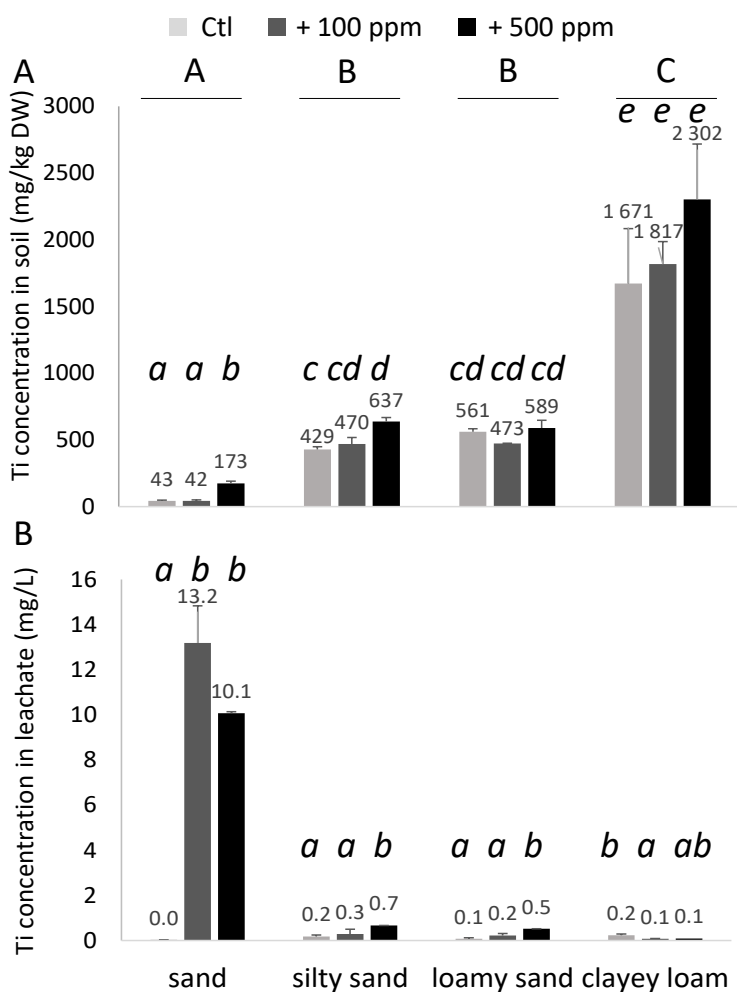 Ctl + 100 ppm + 500 ppm
A A B B C
Ti concentration in soil (mg/kg DW)
3000
2500
2000
1500
1000
500
0
a a b c cd d cd cd cd e e e
43 42 173 429 470 637 561 473 589 1 671 1 817 2 302
B
Ti concentration in leachate (mg/L)
16
14
12
10
8
6
4
2
0
a b b a a b a a b b a ab
0.0 13.2 10.1 0.2 0.3 0.7 0.1 0.2 0.5 0.2 0.1 0.1
sand silty sand loamy sand clayey loam